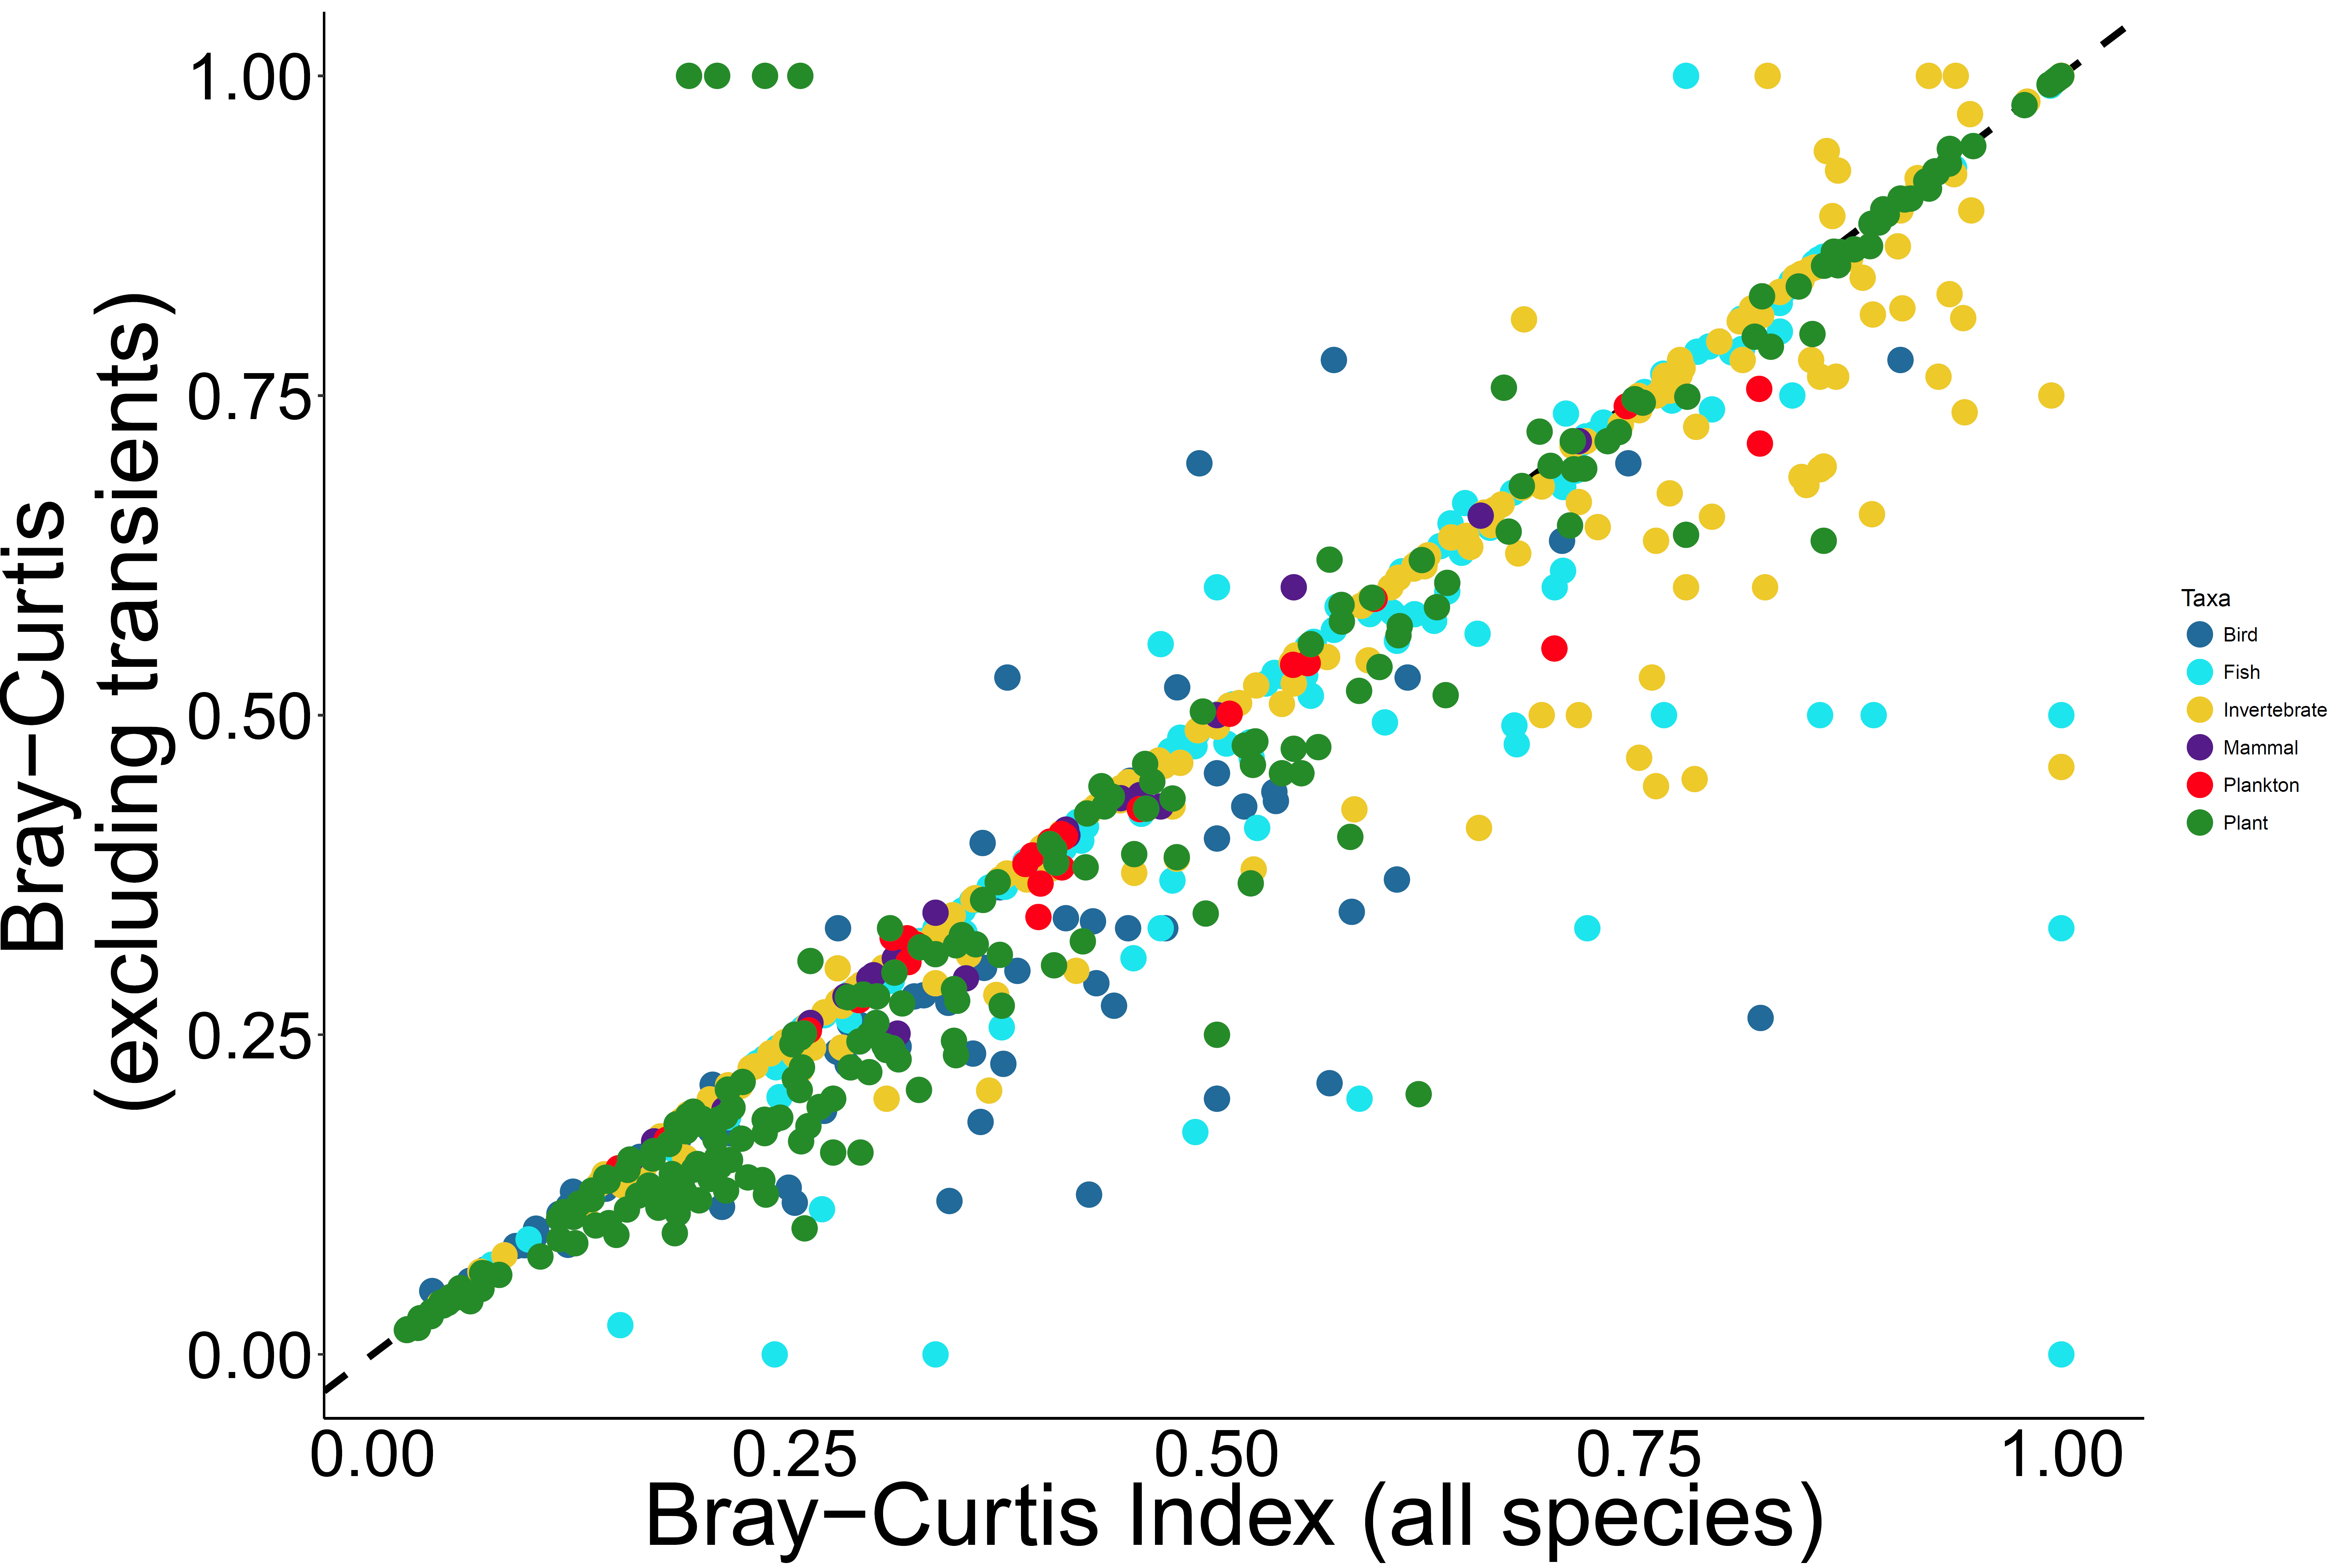 Bray−Curtis
(excluding transients)
1.00
0.75
0.50
0.25
0.00
0.00 0.25 0.50 0.75 1.00
Bray−Curtis Index (all species)
Taxa
Bird
Fish
Invertebrate
Mammal
Plankton
Plant